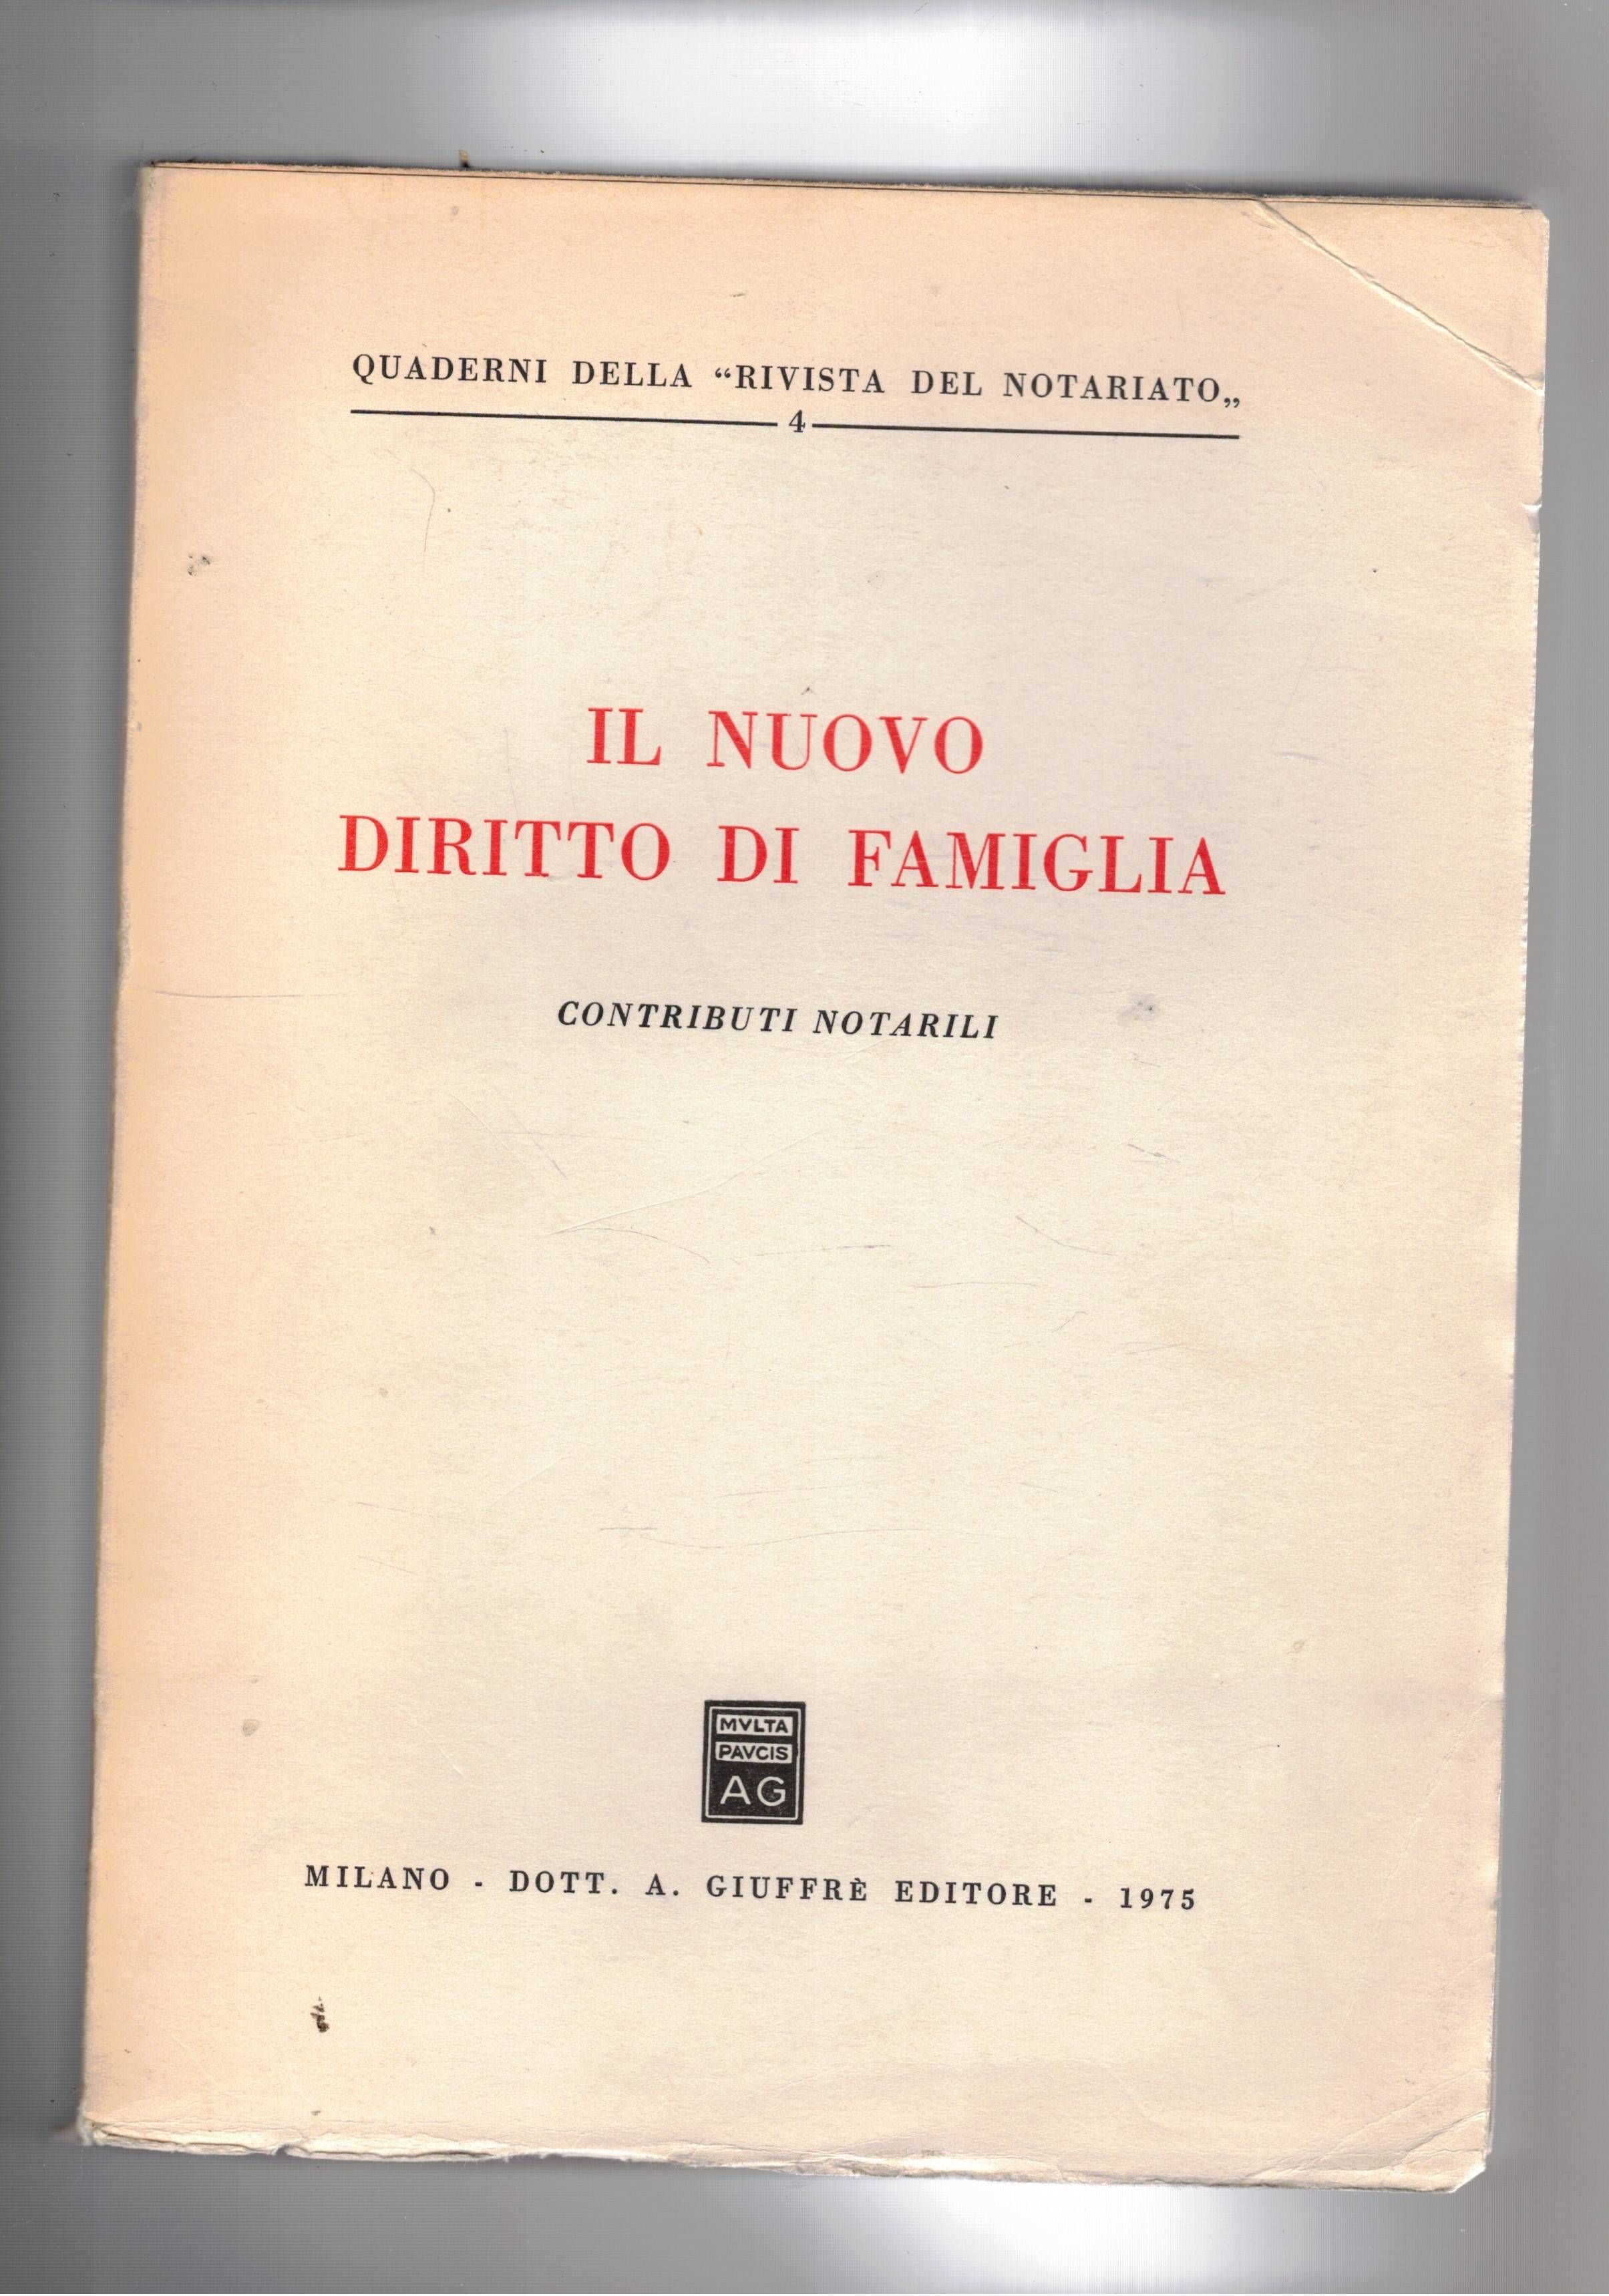 QUADERNI DELLA “RIVISTA DEL NOTARIATO„
4
IL NUOVO
DIRITTO DI FAMIGLIA
CONTRIBUTI NOTARILI
MVLTA
PAVCIS
AG
MILANO - DOTT. A. GIUFFRÈ EDITORE - 1975